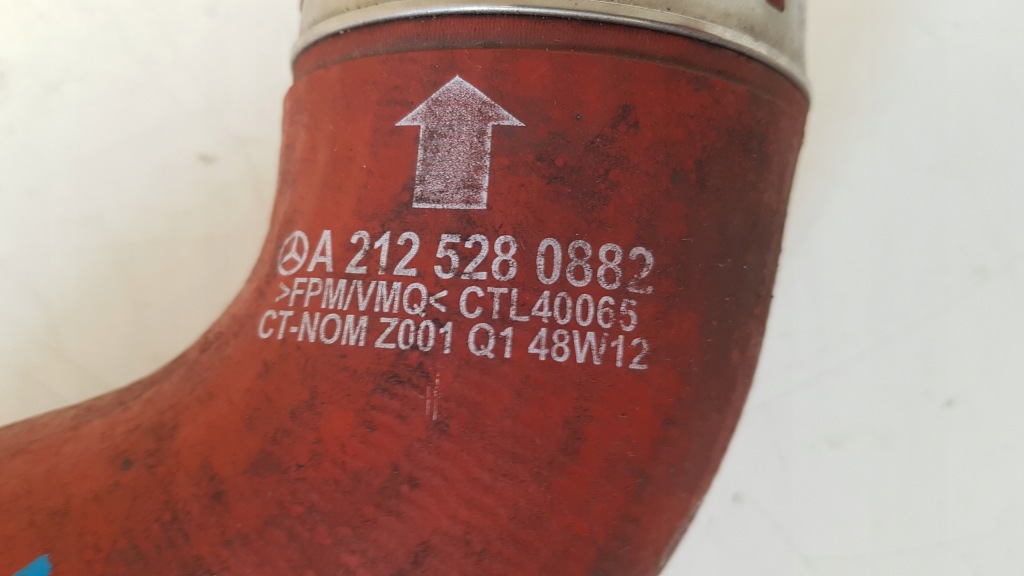 A 212 528 0882
>FPM/VMQ< CTL40065
CT-NOM Z001 Q1 48W12